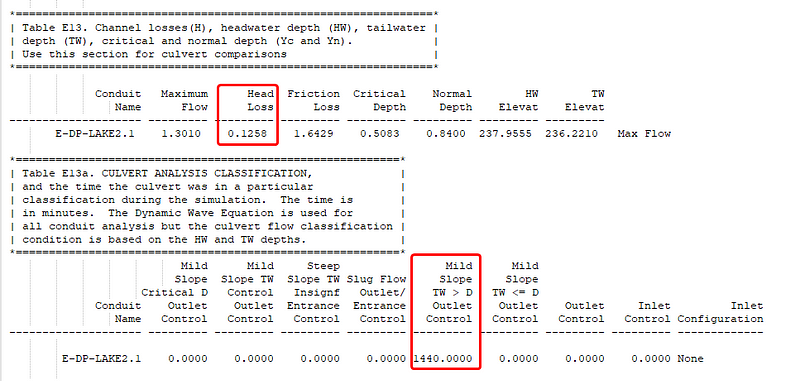 *===============================================================*
| Table E13. Channel losses(H), headwater depth (HW), tailwater |
| depth (TW), critical and normal depth (Yc and Yn). |
| Use this section for culvert comparisons |
*===============================================================*
Conduit Maximum Head Friction Critical Normal HW TW
Name Flow Loss Loss Depth Depth Elevat Elevat
E-DP-LAKE2.1 1.3010 0.1258 1.6429 0.5083 0.8400 237.9555 236.2210 Max Flow
*==========================================================*
| Table E13a. CULVERT ANALYSIS CLASSIFICATION, |
| and the time the culvert was in a particular |
| classification during the simulation. The time is |
| in minutes. The Dynamic Wave Equation is used for |
| all conduit analysis but the culvert flow classification |
| condition is based on the HW and TW depths. |
*==========================================================*
Mild Mild Steep Mild Mild
Slope Slope TW Slope TW Slug Flow Slope Slope
Critical D Control Insignf Outlet/ TW > D TW <= D
Conduit Outlet Outlet Entrance Entrance Outlet Outlet Outlet Inlet Inlet
Name Control Control Control Control Control Control Control Control Configuration
E-DP-LAKE2.1 0.0000 0.0000 0.0000 0.0000 1440.0000 0.0000 0.0000 0.0000 None